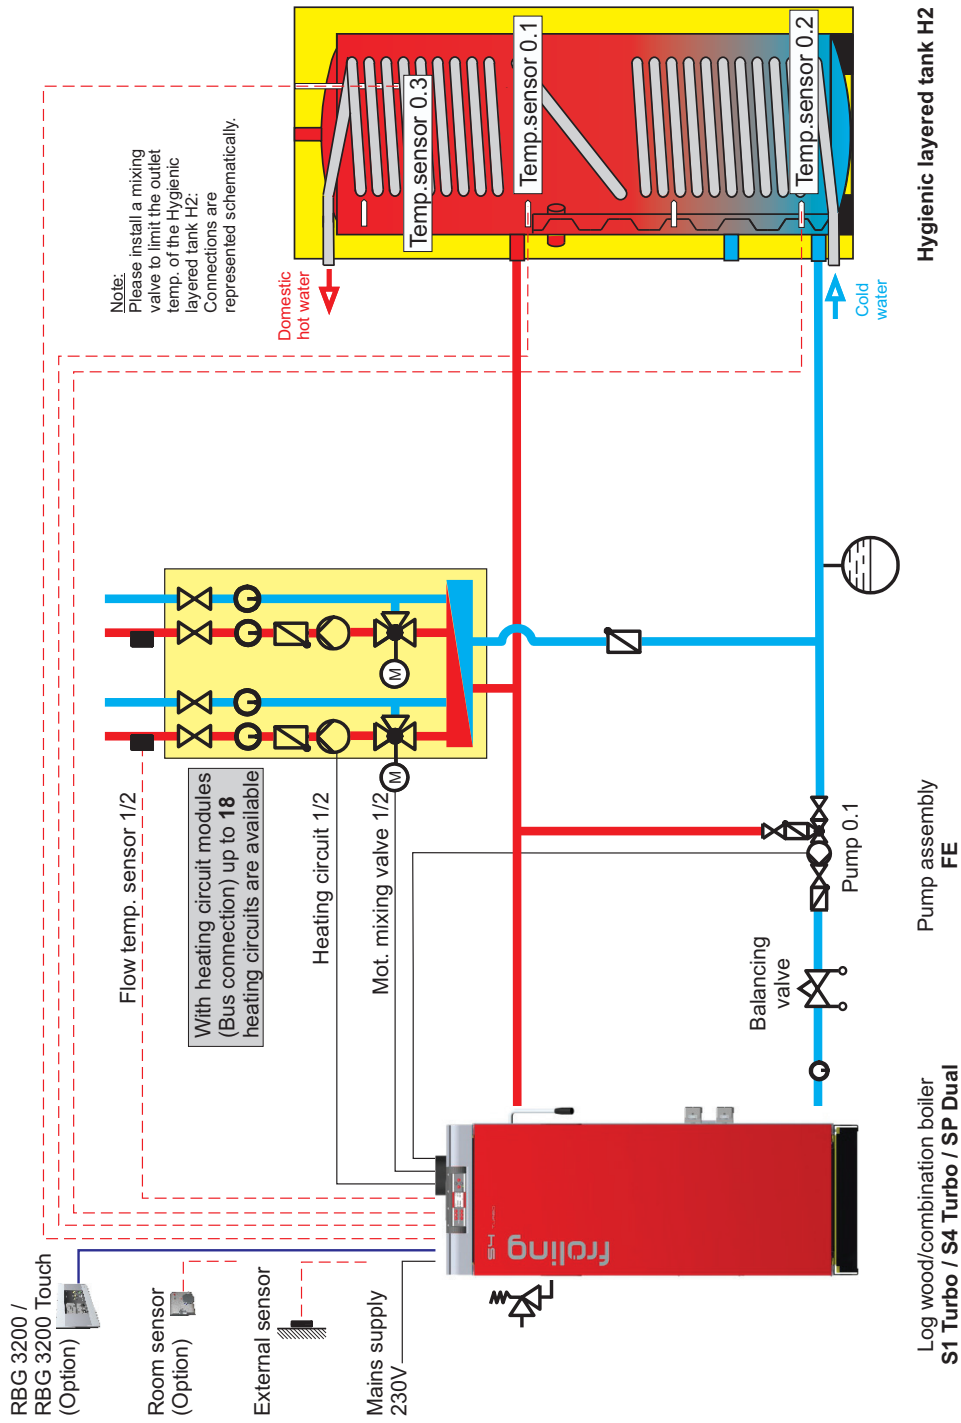 RBG 3200 /
RBG 3200 Touch
(Option)
Room sensor
(Option)
External sensor
Mains supply
230V
Flow temp. sensor 1/2
With heating circuit modules
(Bus connection) up to 18
heating circuits are available
Heating circuit 1/2
Mot. mixing valve 1/2
M
M
Note:
Please install a mixing
valve to limit the outlet
temp. of the Hygienic
layered tank H2:
Connections are
represented schematically.
Domestic
hot water
Temp.sensor 0.3
Temp.sensor 0.1
Temp.sensor 0.2
Cold
water
Hygienic layered tank H2
froling
Balancing
valve
Pump 0.1
Pump assembly
FE
Log wood/combination boiler
S1 Turbo / S4 Turbo / SP Dual